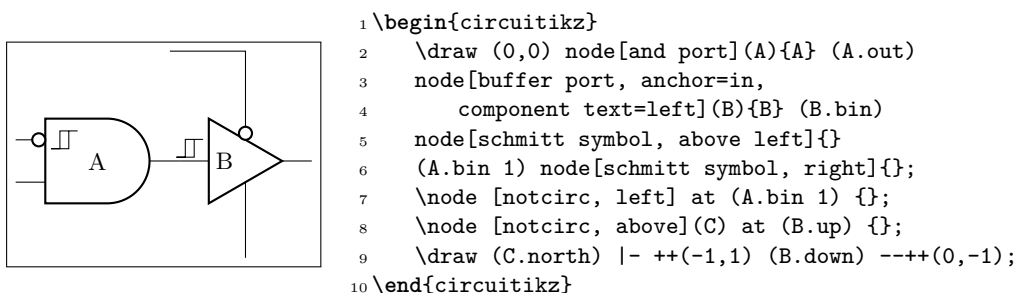 A
B
1 \begin{circuitikz}
2 \draw (0,0) node[and port](A){A} (A.out)
3 node[buffer port, anchor=in,
4 component text=left](B){B} (B.bin)
5 node[schmitt symbol, above left]{}
6 (A.bin 1) node[schmitt symbol, right]{};
7 \node [notcirc, left] at (A.bin 1) {};
8 \node [notcirc, above](C) at (B.up) {};
9 \draw (C.north) |- ++(-1,1) (B.down) --++(0,-1);
10 \end{circuitikz}